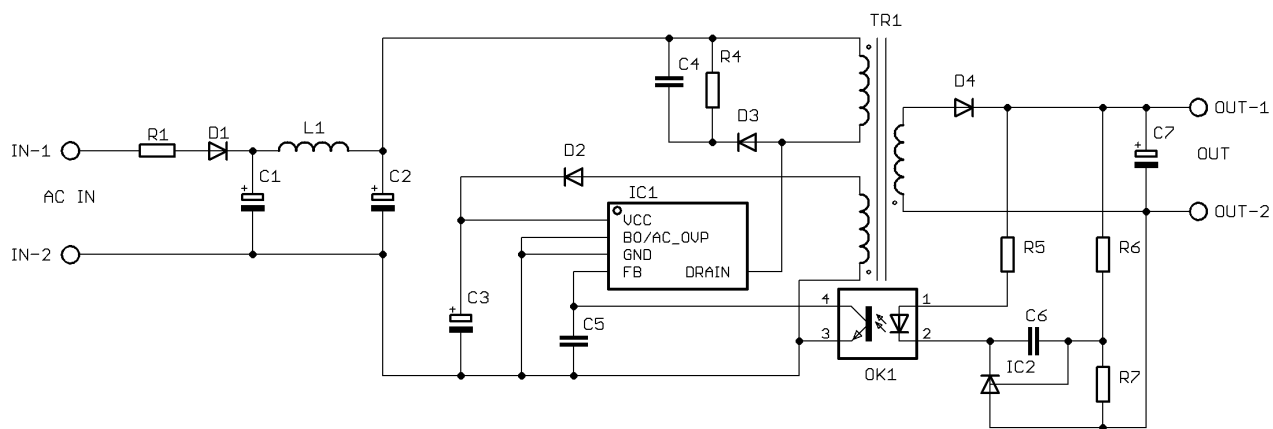 TR1
C4
R4
D3
D4
OUT-1
C7
OUT
OUT-2
R1
D1
L1
IN-1
AC IN
IN-2
C1
C2
D2
IC1
VCC
BO/AC_OVP
GND
FB
DRAIN
C3
C5
4
3
1
2
OK1
R5
R6
C6
IC2
R7
+
+
+
+